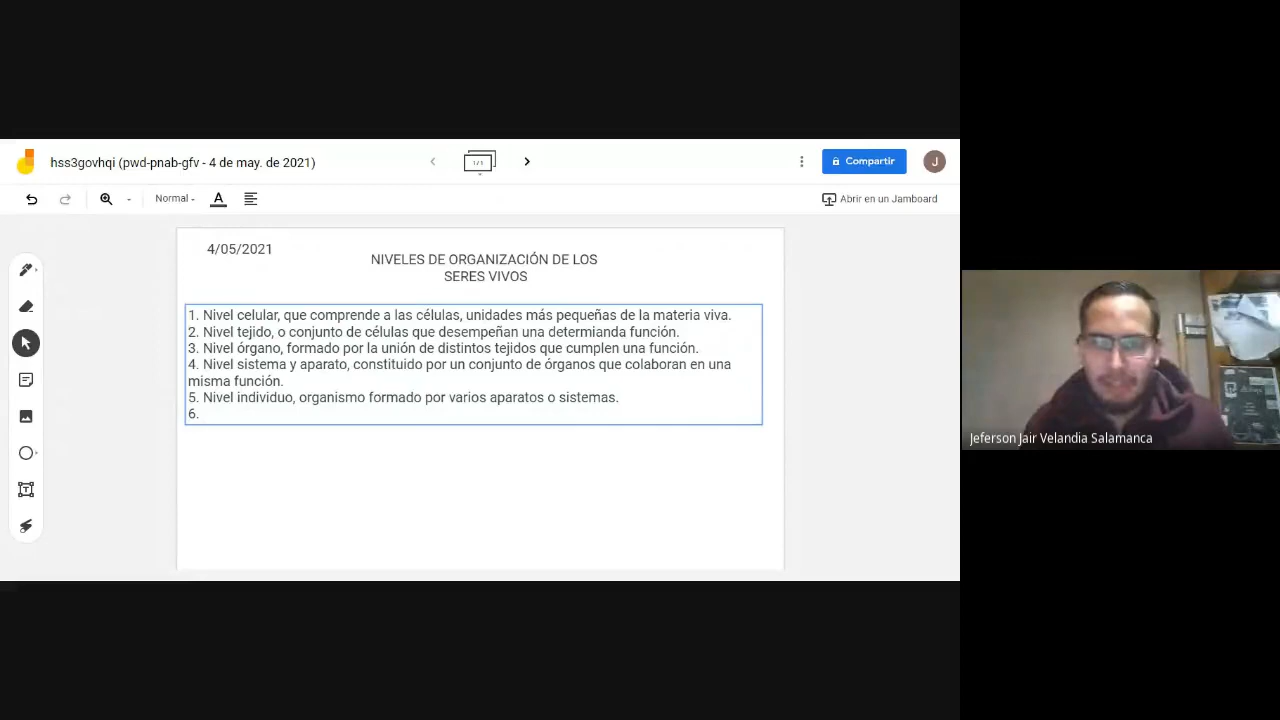 hss3govhqi (pwd-pnab-gfv - 4 de may. de 2021)
1/1
Compartir
J
Normal
A
Abrir en un Jamboard
4/05/2021
NIVELES DE ORGANIZACIÓN DE LOS
SERES VIVOS
1. Nivel celular, que comprende a las células, unidades más pequeñas de la materia viva.
2. Nivel tejido, o conjunto de células que desempeñan una determianda función.
3. Nivel órgano, formado por la unión de distintos tejidos que cumplen una función.
4. Nivel sistema y aparato, constituido por un conjunto de órganos que colaboran en una
misma función.
5. Nivel individuo, organismo formado por varios aparatos o sistemas.
6.
T
Jeferson Jair Velandia Salamanca